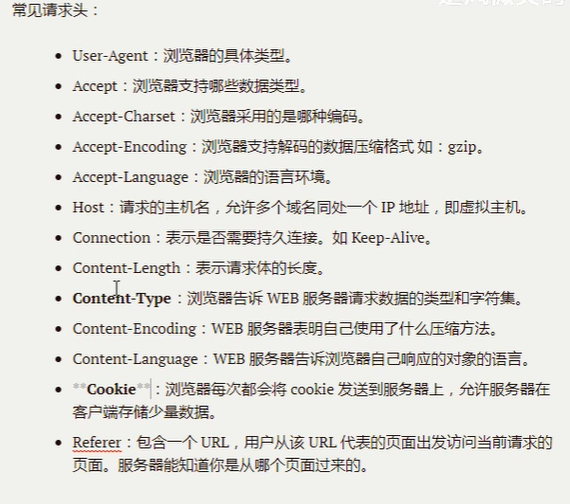 常见请求头：
User-Agent：浏览器的具体类型。
Accept：浏览器支持哪些数据类型。
Accept-Charset：浏览器采用的是哪种编码。
Accept-Encoding：浏览器支持解码的数据压缩格式 如：gzip。
Accept-Language：浏览器的语言环境。
Host：请求的主机名，允许多个域名同处一个 IP 地址，即虚拟主机。
Connection：表示是否需要持久连接。如 Keep-Alive。
Content-Length：表示请求体的长度。
Content-Type：浏览器告诉 WEB 服务器请求数据的类型和字符集。
Content-Encoding：WEB 服务器表明自己使用了什么压缩方法。
Content-Language：WEB 服务器告诉浏览器自己响应的对象的语言。
**Cookie**：浏览器每次都会将 cookie 发送到服务器上，允许服务器在
客户端存储少量数据。
Referer：包含一个 URL，用户从该 URL 代表的页面出发访问当前请求的
页面。服务器能知道你是从哪个页面过来的。